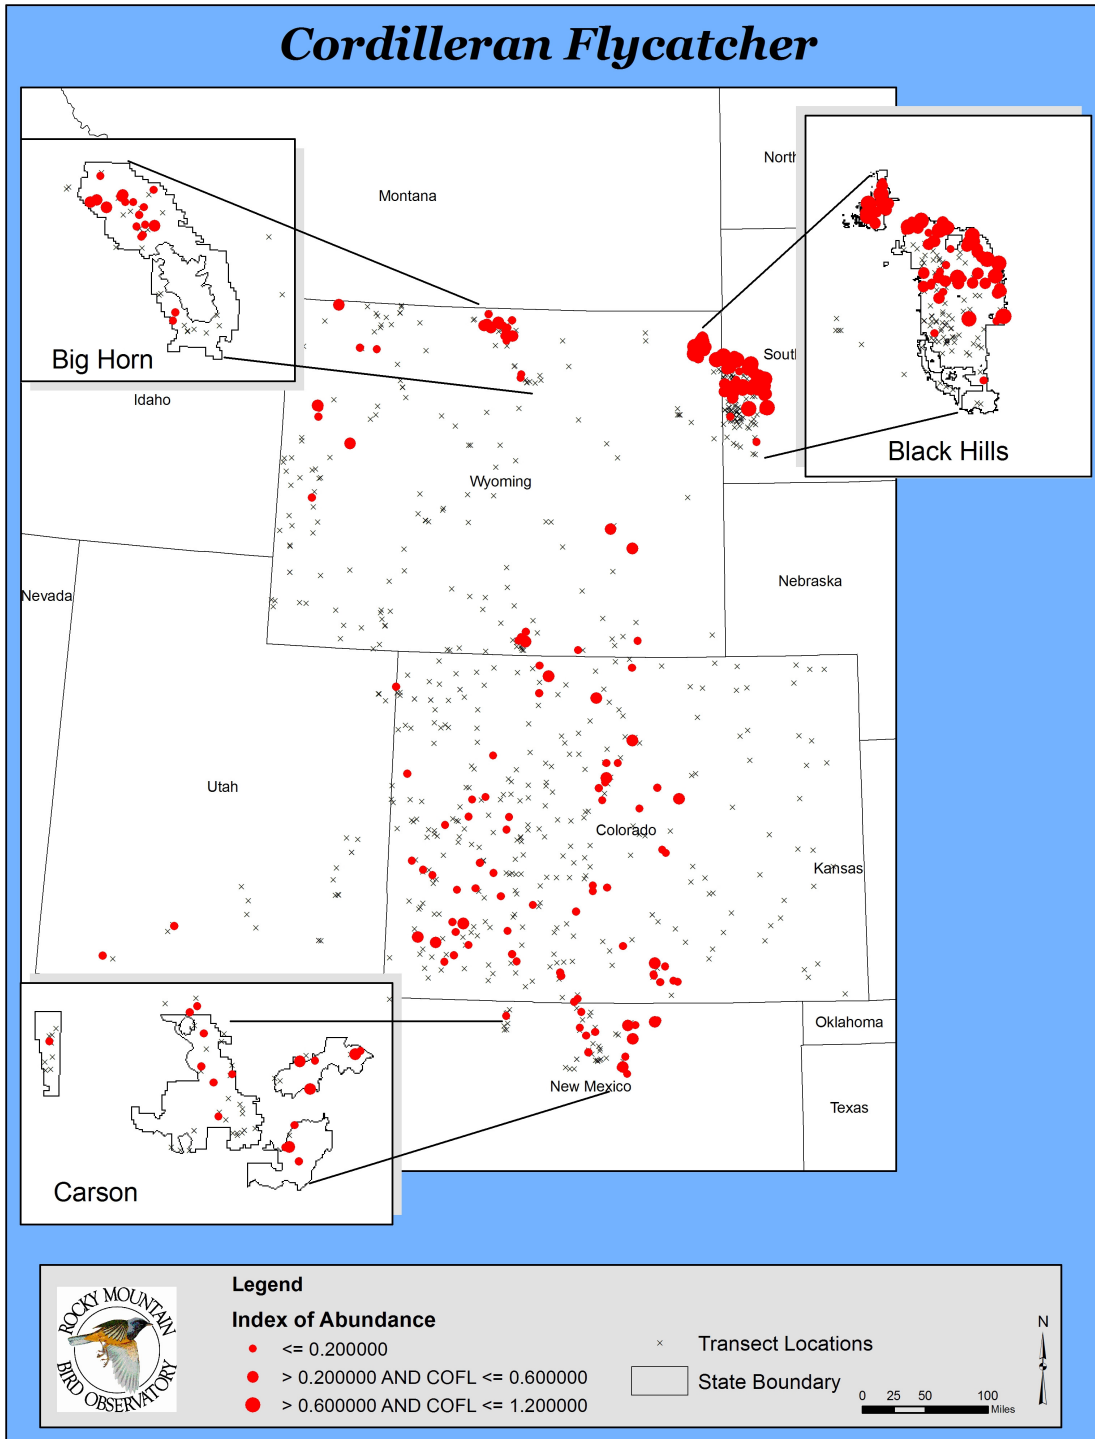 Cordilleran Flycatcher
Montana
North
South
Big Horn
Idaho
Black Hills
Wyoming
Nebraska
Nevada
Utah
Colorado
Kansas
Oklahoma
New Mexico
Texas
Carson
Legend
Index of Abundance
<= 0.200000
> 0.200000 AND COFL <= 0.600000
> 0.600000 AND COFL <= 1.200000
Transect Locations
State Boundary
N
0 25 50 100
Miles
ROCKY MOUNTAIN
BIRD OBSERVATORY